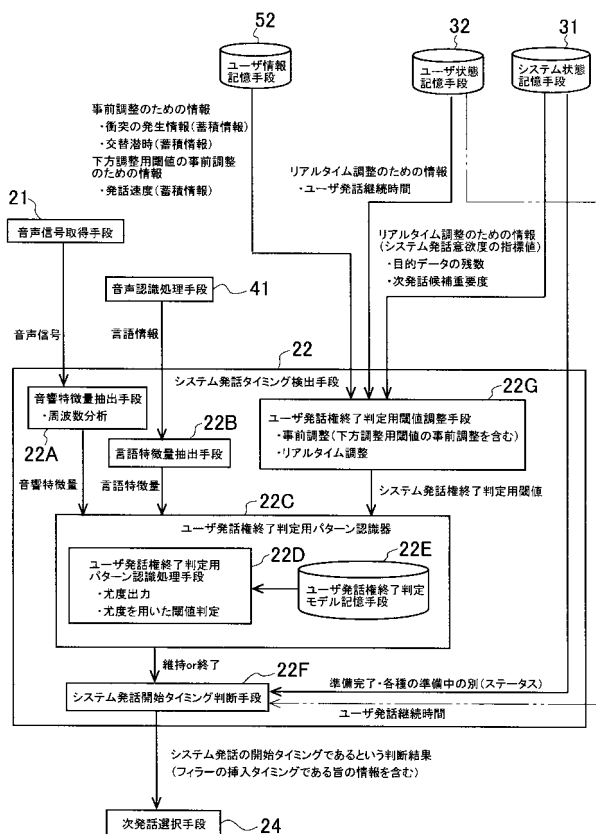 52
32
31
ユーザ情報
記憶手段
ユーザ状態
記憶手段
システム状態
記憶手段
事前調整のための情報
・衝突の発生情報(蓄積情報)
・交替潜時(蓄積情報)
下方調整用閾値の事前調整
のための情報
・発話速度(蓄積情報)
リアルタイム調整のための情報
・ユーザ発話継続時間
21
音声信号取得手段
リアルタイム調整のための情報
(システム発話意欲度の指標値)
・目的データの残数
・次発話候補重要度
音声認識処理手段
41
音声信号
言語情報
22
システム発話タイミング検出手段
22G
音響特徴量抽出手段
・周波数分析
22A
22B
言語特徴量抽出手段
ユーザ発話権終了判定用閾値調整手段
・事前調整(下方調整用閾値の事前調整を含む)
・リアルタイム調整
音響特徴量
言語特徴量
システム発話権終了判定用閾値
22C
ユーザ発話権終了判定用パターン認識器
22D
22E
ユーザ発話権終了判定用
パターン認識処理手段
・尤度出力
・尤度を用いた閾値判定
ユーザ発話権終了判定
モデル記憶手段
維持or終了
22F
システム発話開始タイミング判断手段
準備完了・各種の準備中の別(ステータス)
ユーザ発話継続時間
システム発話の開始タイミングであるという判断結果
(フィラーの挿入タイミングである旨の情報を含む)
次発話選択手段
24